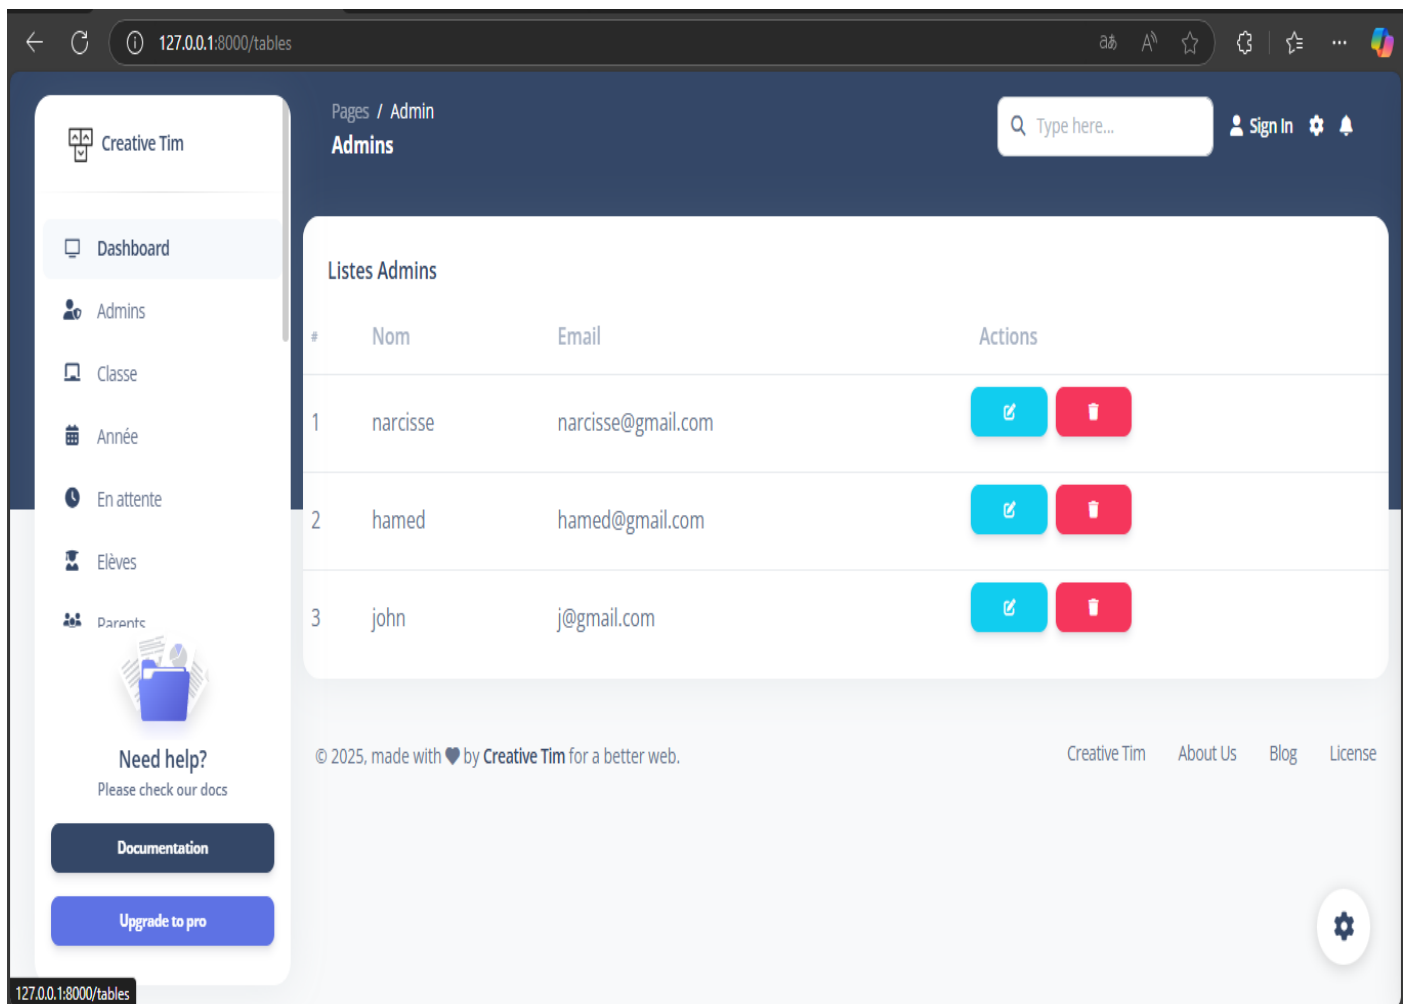 127.0.0.1:8000/tables
Creative Tim
Pages / Admin
Admins
Type here...
Sign In
Dashboard
Admins
Classe
Année
En attente
Elèves
Parents
Need help?
Please check our docs
Documentation
Upgrade to pro
Listes Admins
# Nom Email Actions
1 narcisse narcisse@gmail.com
2 hamed hamed@gmail.com
3 john j@gmail.com
© 2025, made with by Creative Tim for a better web.
Creative Tim About Us Blog License
127.0.0.1:8000/tables